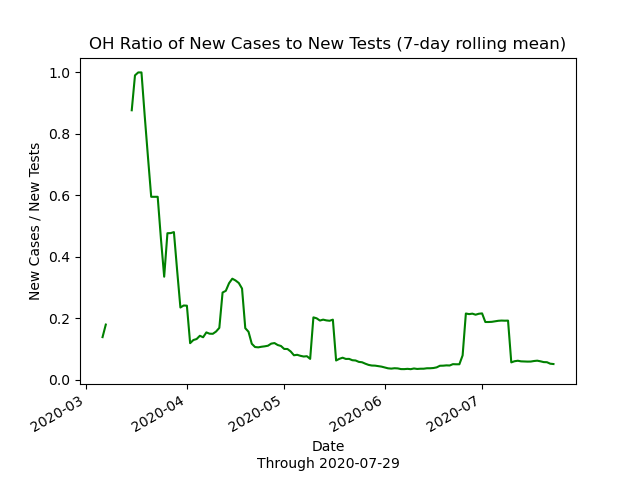 OH Ratio of New Cases to New Tests (7-day rolling mean)
New Cases / New Tests
1.0
0.8
0.6
0.4
0.2
0.0
2020-03
2020-04
2020-05
2020-06
2020-07
Date
Through 2020-07-29